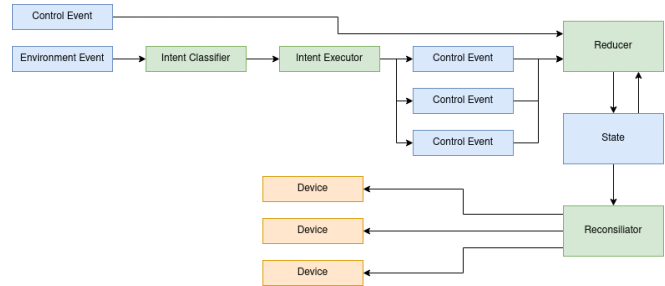 Control Event
Reducer
Environment Event
Intent Classifier
Intent Executor
Control Event
Control Event
Control Event
State
Device
Device
Reconsiliator
Device